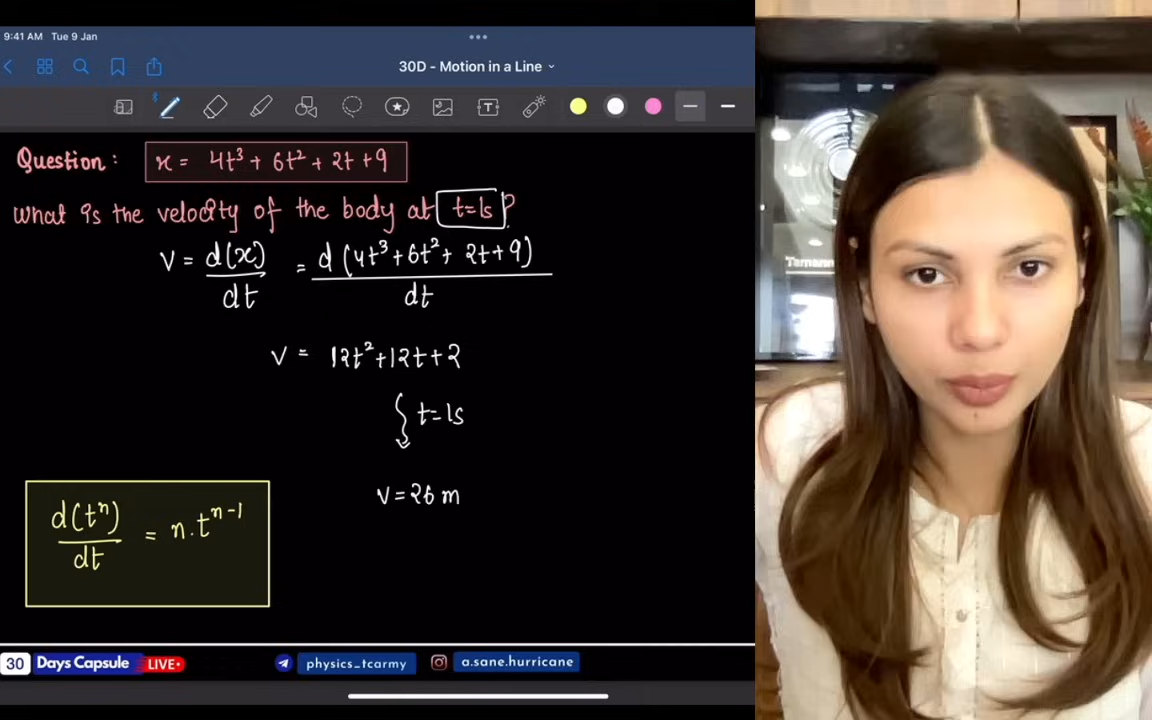 9:41 AM Tue 9 Jan
30D - Motion in a Line
T
Question: x = 4t³ + 6t² + 2t + 9
What is the velocity of the body at t=1s?
V = d(x)/dt = d(4t³+6t²+2t+9)/dt
V = 12t²+12t+2
t=1s
V = 26 m
d(tⁿ)/dt = n.tⁿ⁻¹
30 Days Capsule LIVE physics_tcarmy a.sane.hurricane